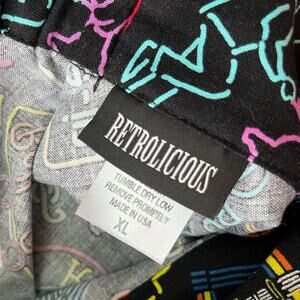 RETROLICIOUS
TUMBLE DRY LOW
REMOVE PROMPTLY
MADE IN USA
XL